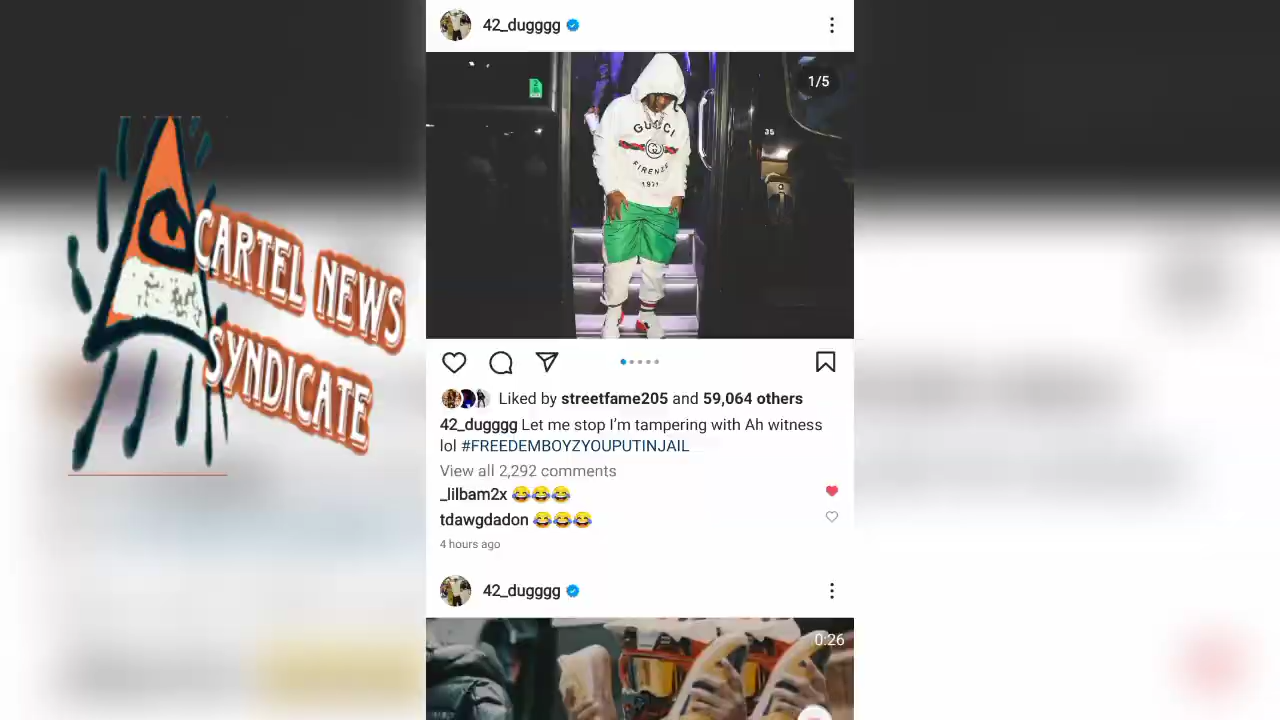 CARTEL NEWS
SYNDICATE
42_dugggg
1/5
GUCCI
FIRENZE
1921
35
Liked by streetfame205 and 59,064 others
42_dugggg Let me stop I'm tampering with Ah witness
lol #FREEDEMBOYZYOUPUTINJAIL
View all 2,292 comments
_lilbam2x 😂😂😂
tdawgdadon 😂😂😂
4 hours ago
42_dugggg
0:26